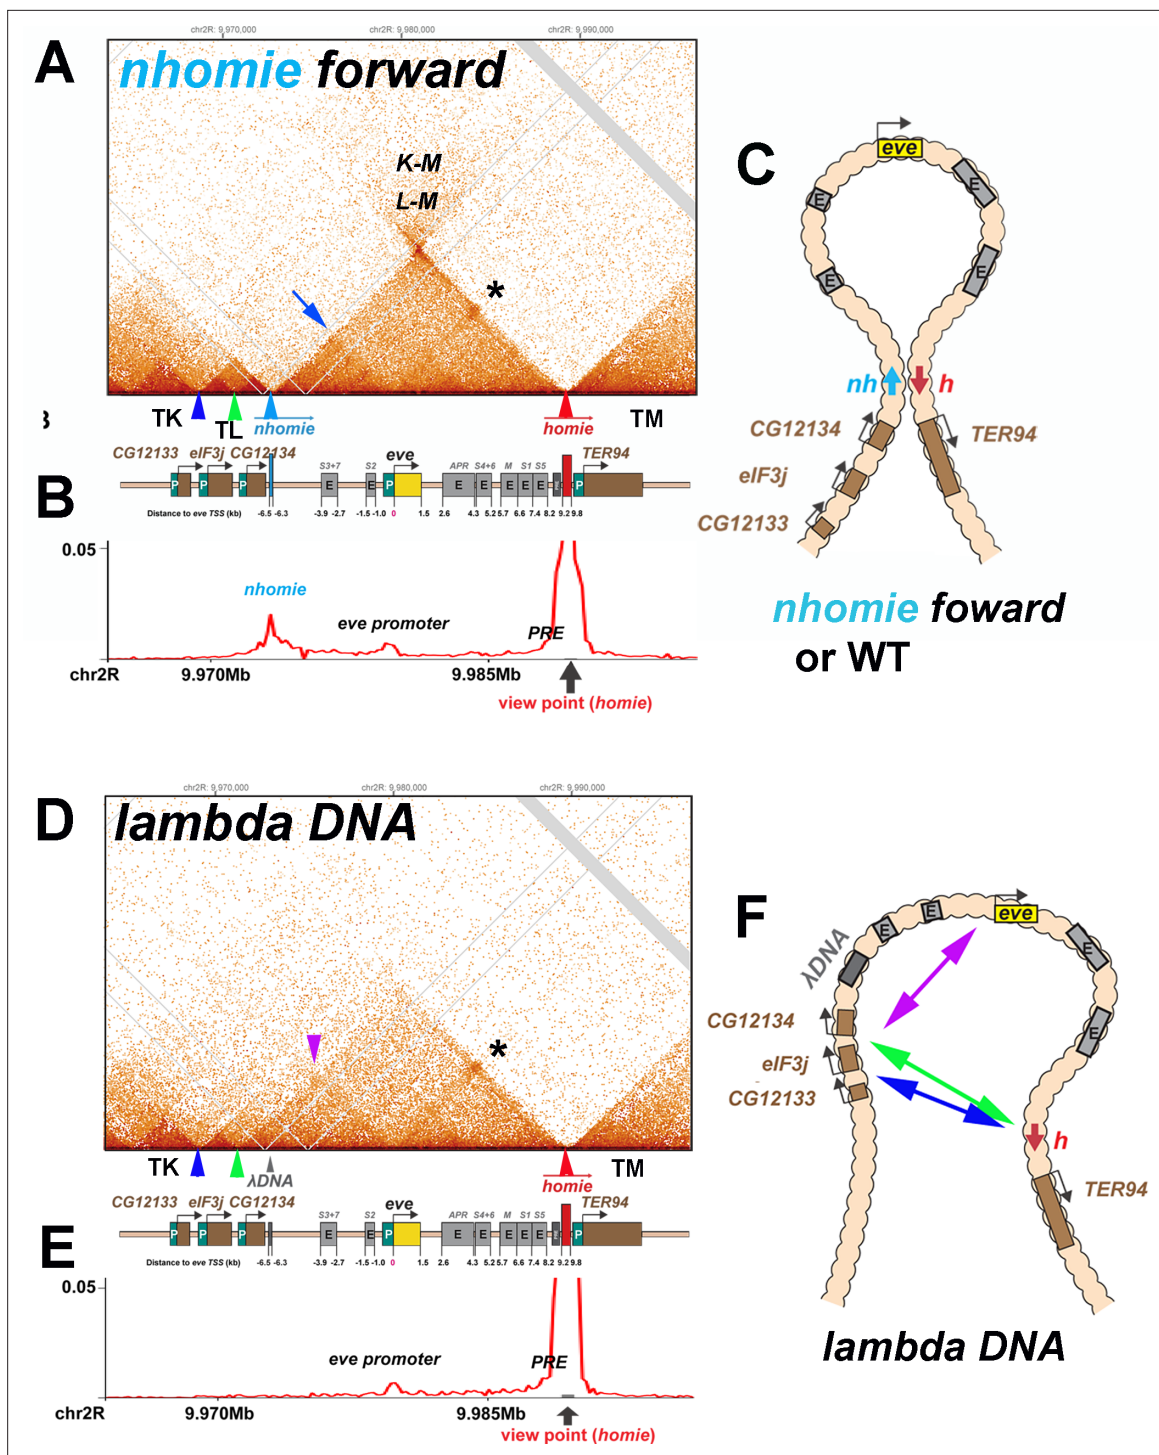 A
chr2R: 9,970,000 chr2R: 9,980,000 chr2R: 9,990,000
nhomie forward
K-M
L-M
*
TK
TL
nhomie
homie
TM
CG12133 eIF3j CG12134
eve
TER94
S3+7 S2 APR S4+6 M S1 S5
P P P E E P E E E E E P
Distance to eve TSS (kb) -6.5 -6.3 -3.9 -2.7 -1.5 -1.0 0 1.5 2.6 4.3 5.2 5.7 6.6 7.4 8.2 9.2 9.8
B
0.05
nhomie
eve promoter
PRE
chr2R 9.970Mb 9.985Mb
view point (homie)
C
eve
E
E
E
E
nh
h
CG12134
TER94
eIF3j
CG12133
nhomie foward
or WT
D
chr2R: 9,970,000 chr2R: 9,980,000 chr2R: 9,990,000
lambda DNA
*
TK
λDNA
homie
TM
CG12133 eIF3j CG12134
eve
TER94
S3+7 S2 APR S4+6 M S1 S5
P P P E E P E E E E E P
Distance to eve TSS (kb) -6.5 -6.3 -3.9 -2.7 -1.5 -1.0 0 1.5 2.6 4.3 5.2 5.7 6.6 7.4 8.2 9.2 9.8
E
0.05
eve promoter
PRE
chr2R 9.970Mb 9.985Mb
view point (homie)
F
eve
E
E
E
E
λDNA
CG12134
eIF3j
CG12133
h
TER94
lambda DNA